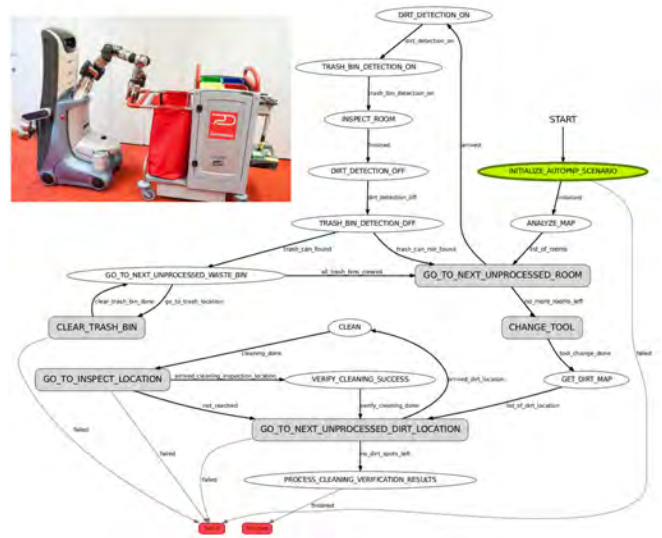 DIRT_DETECTION_ON
dirt_detection_on
TRASH_BIN_DETECTION_ON
trash_bin_detection_on
INSPECT_ROOM
finished
arrived
START
DIRT_DETECTION_OFF
INITIALIZE_AUTOPNP_SCENARIO
dirt_detection_off
initialized
TRASH_BIN_DETECTION_OFF
ANALYZE_MAP
trash_can_found
trash_can_not_found
list_of_rooms
GO_TO_NEXT_UNPROCESSED_WASTE_BIN
all_trash_bins_cleared
GO_TO_NEXT_UNPROCESSED_ROOM
clear_trash_bin_done
go_to_trash_location
no_more_rooms_left
CLEAR_TRASH_BIN
CLEAN
CHANGE_TOOL
cleaning_done
tool_change_done
failed
GO_TO_INSPECT_LOCATION
arrived_cleaning_inspection_location
VERIFY_CLEANING_SUCCESS
arrived_dirt_location
GET_DIRT_MAP
not_reached
verify_cleaning_done
list_of_dirt_location
GO_TO_NEXT_UNPROCESSED_DIRT_LOCATION
failed
failed
failed
no_dirt_spots_left
PROCESS_CLEANING_VERIFICATION_RESULTS
finished